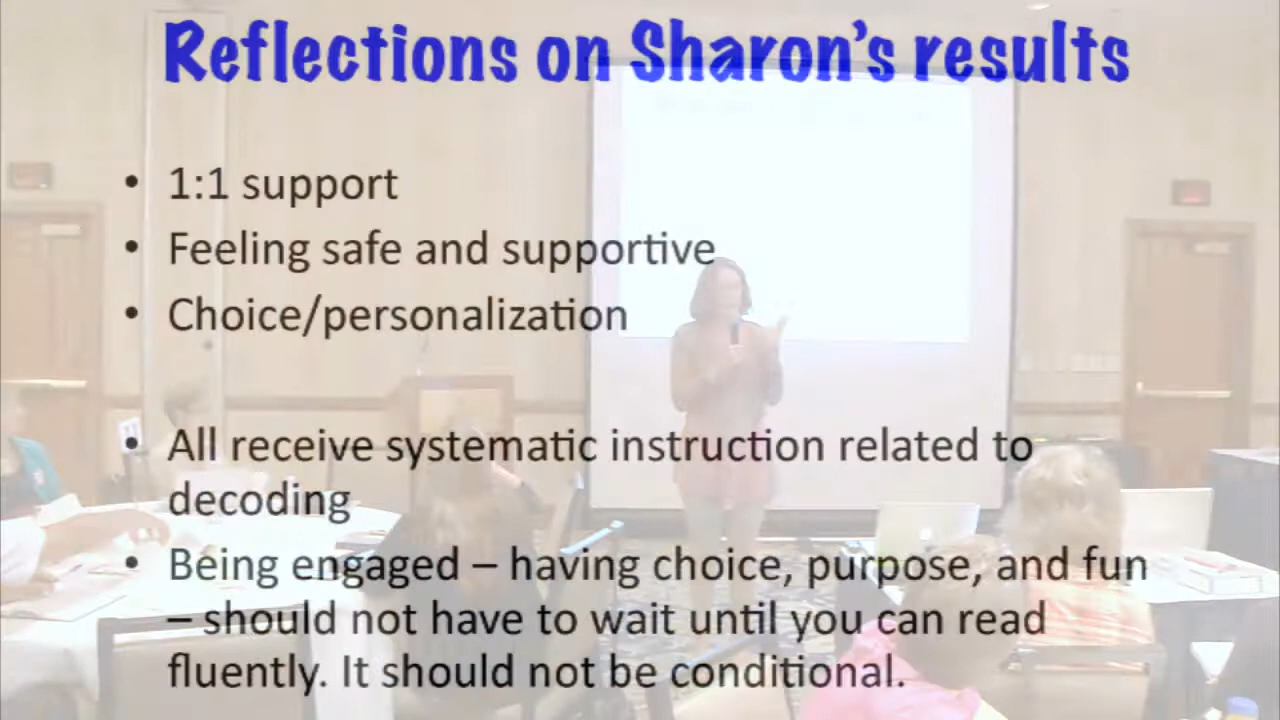 Reflections on Sharon's results
• 1:1 support
• Feeling safe and supportive
• Choice/personalization
• All receive systematic instruction related to
decoding
• Being engaged – having choice, purpose, and fun
– should not have to wait until you can read
fluently. It should not be conditional.